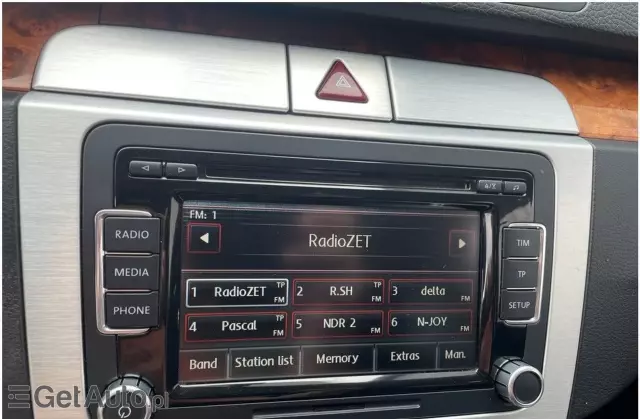 FM: 1
RadioZET
RADIO
MEDIA
PHONE
TIM
TP
SETUP
1 RadioZET TP FM
2 R.SH TP FM
3 delta FM
4 Pascal FM
5 NDR 2 FM
6 N-JOY FM
Band Station list Memory Extras Man.
GetAuto.pl